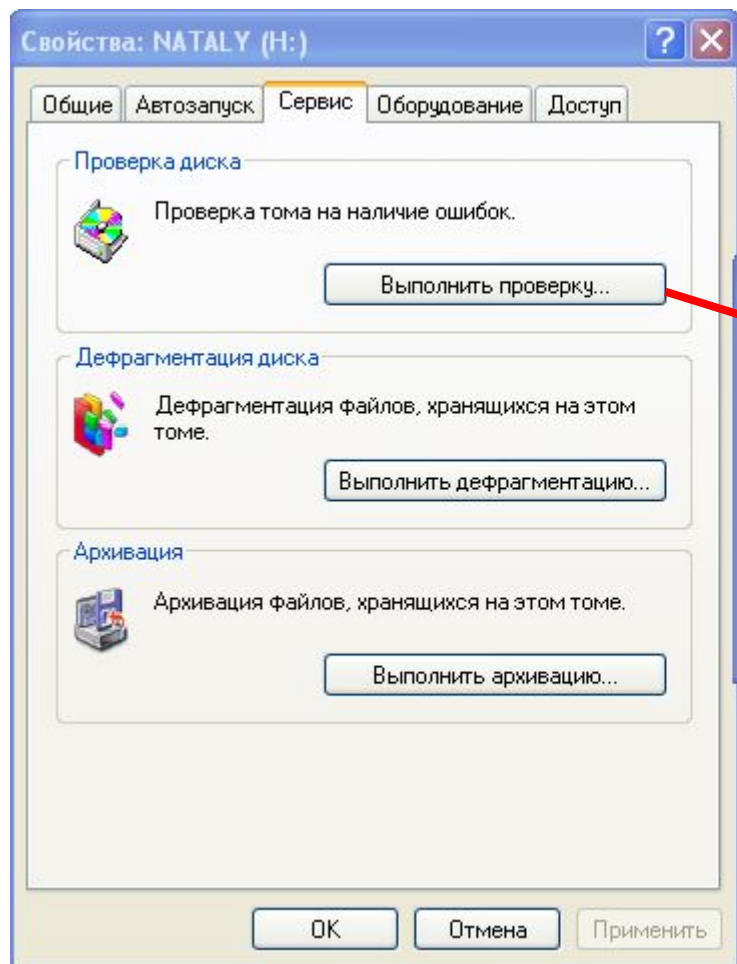 Свойства: NATALY (H:)
Общие Автозапуск Сервис Оборудование Доступ
Проверка диска
Проверка тома на наличие ошибок.
Выполнить проверку...
Дефрагментация диска
Дефрагментация файлов, хранящихся на этом
томе.
Выполнить дефрагментацию...
Архивация
Архивация файлов, хранящихся на этом томе.
Выполнить архивацию...
OK Отмена Применить